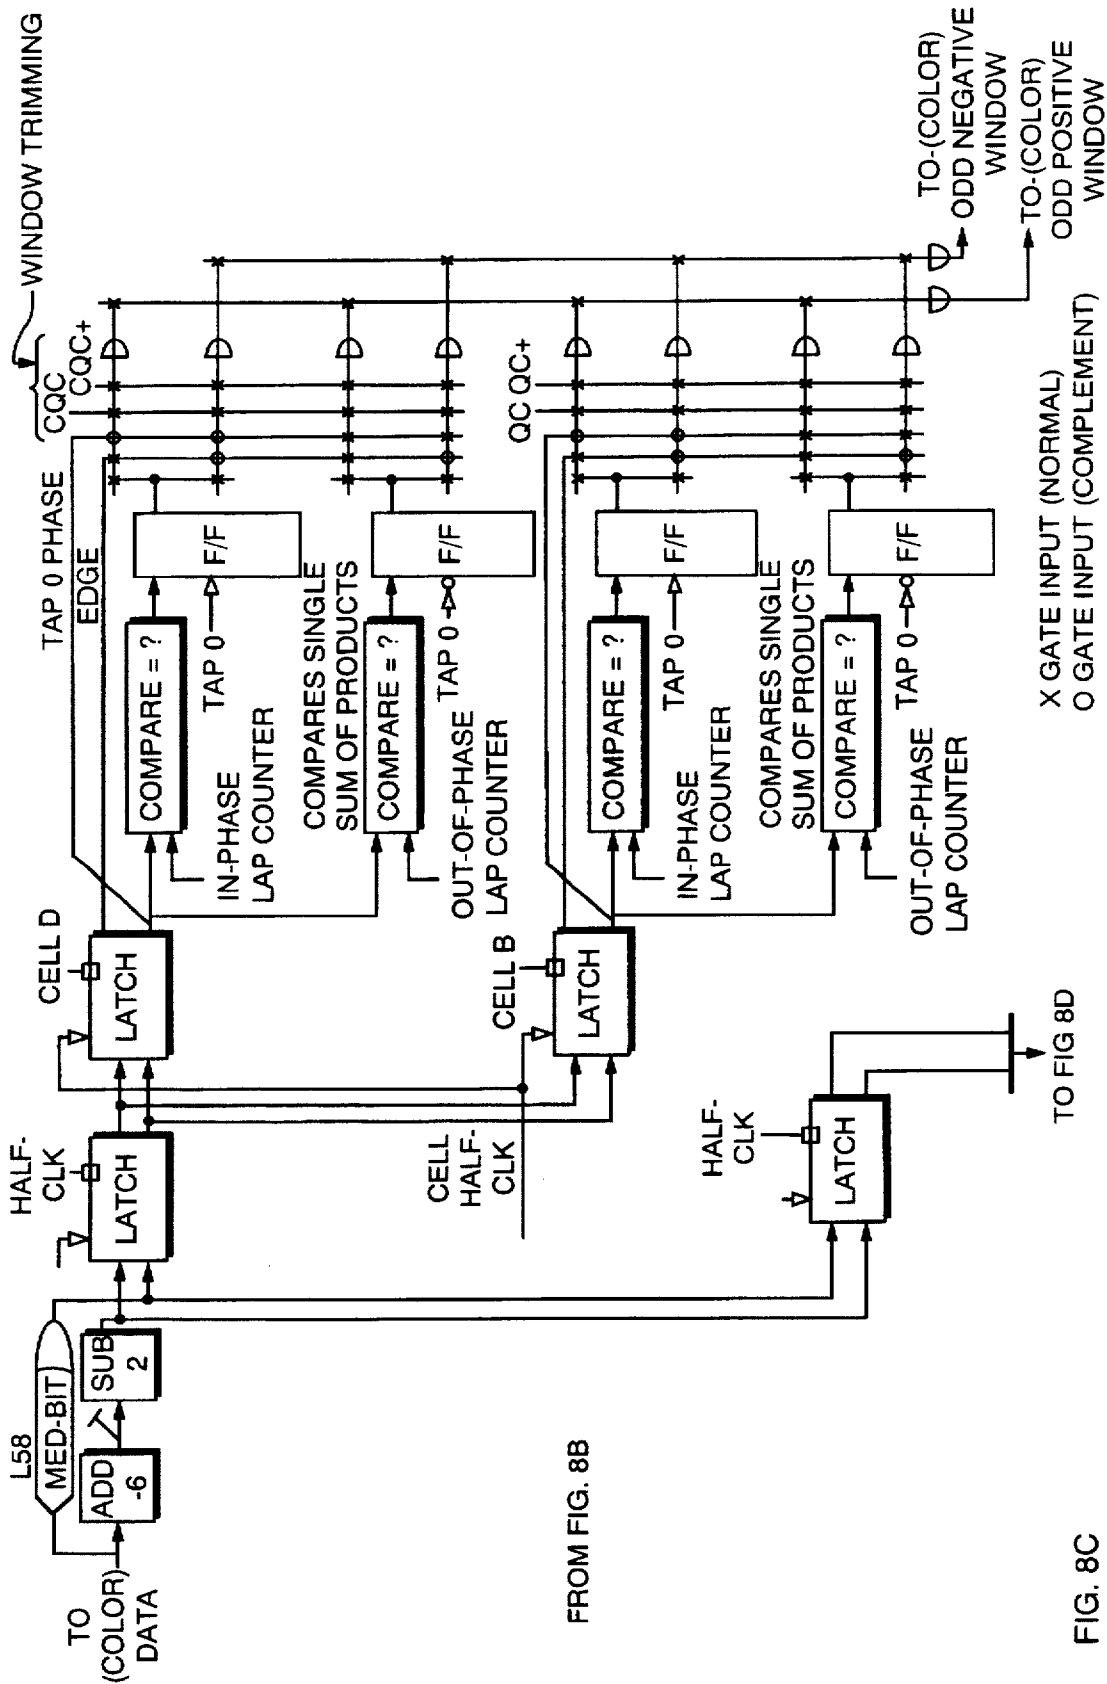 WINDOW TRIMMING
CQC
CQC+
TAP 0 PHASE
EDGE
CELL D
HALF-
CLK
L58
MED-BIT
TO
(COLOR)
DATA
ADD
-6
SUB
2
LATCH
LATCH
COMPARE = ?
F/F
TAP 0
IN-PHASE
LAP COUNTER
COMPARES SINGLE
SUM OF PRODUCTS
COMPARE = ?
F/F
TAP 0
OUT-OF-PHASE
LAP COUNTER
CELL
HALF-
CLK
CELL B
LATCH
QC QC+
COMPARE = ?
F/F
TAP 0
IN-PHASE
LAP COUNTER
COMPARES SINGLE
SUM OF PRODUCTS
COMPARE = ?
F/F
TAP 0
OUT-OF-PHASE
LAP COUNTER
HALF-
CLK
LATCH
TO FIG 8D
TO-(COLOR)
ODD NEGATIVE
WINDOW
TO-(COLOR)
ODD POSITIVE
WINDOW
X GATE INPUT (NORMAL)
O GATE INPUT (COMPLEMENT)
FROM FIG. 8B
FIG. 8C